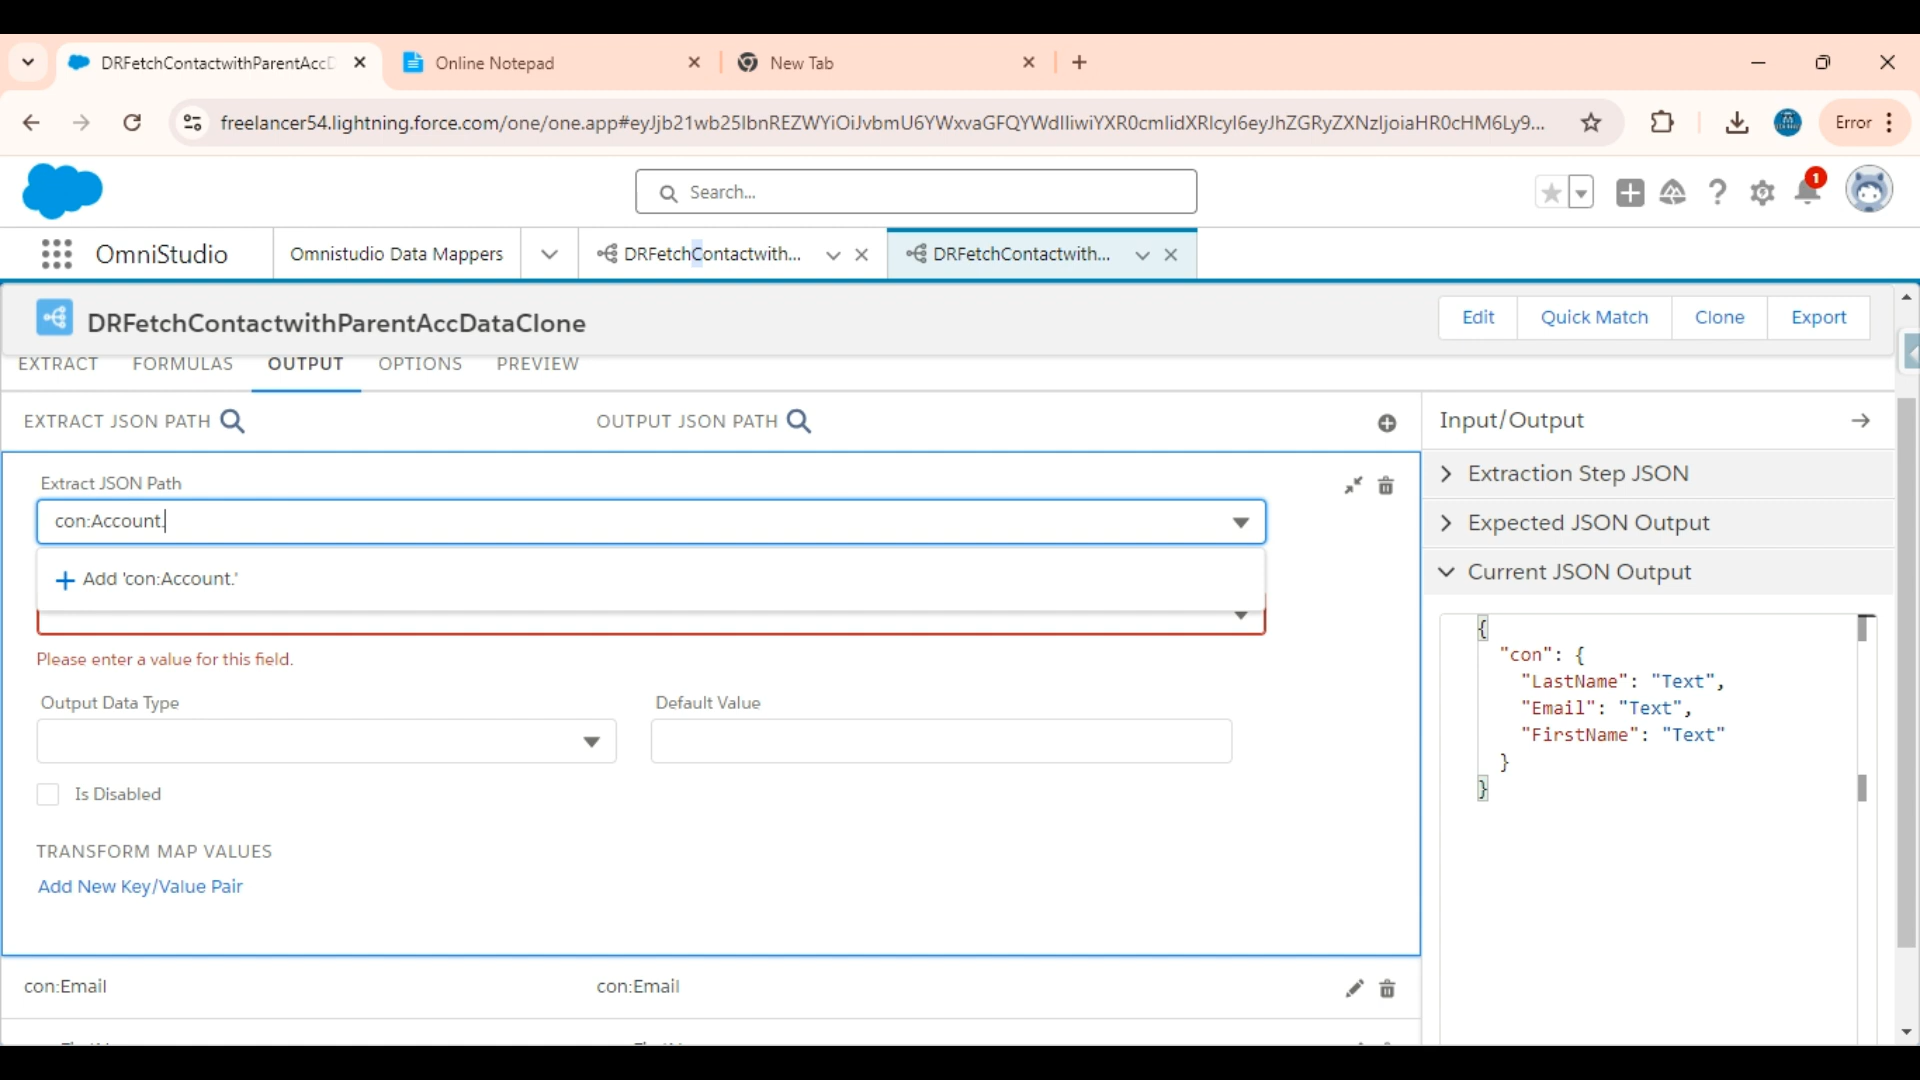 DRFetchContactwithParentAccD
Online Notepad
New Tab
freelancer54.lightning.force.com/one/one.app#eyJjb21wb25lbnREZWYiOiJvbmU6YWxvaGFQYWdlIiwiYXR0cmlidXRlcyI6eyJhZGRyZXNzIjoiaHR0cHM6Ly9...
Error
Search...
1
OmniStudio
Omnistudio Data Mappers
DRFetchContactwith...
DRFetchContactwith...
DRFetchContactwithParentAccDataClone
Edit
Quick Match
Clone
Export
EXTRACT
FORMULAS
OUTPUT
OPTIONS
PREVIEW
EXTRACT JSON PATH
OUTPUT JSON PATH
Input/Output
Extract JSON Path
con:Account.
Add 'con:Account.'
Please enter a value for this field.
Output Data Type
Default Value
Is Disabled
TRANSFORM MAP VALUES
Add New Key/Value Pair
con:Email
con:Email
Extraction Step JSON
Expected JSON Output
Current JSON Output
{
"con": {
"LastName": "Text",
"Email": "Text",
"FirstName": "Text"
}
}